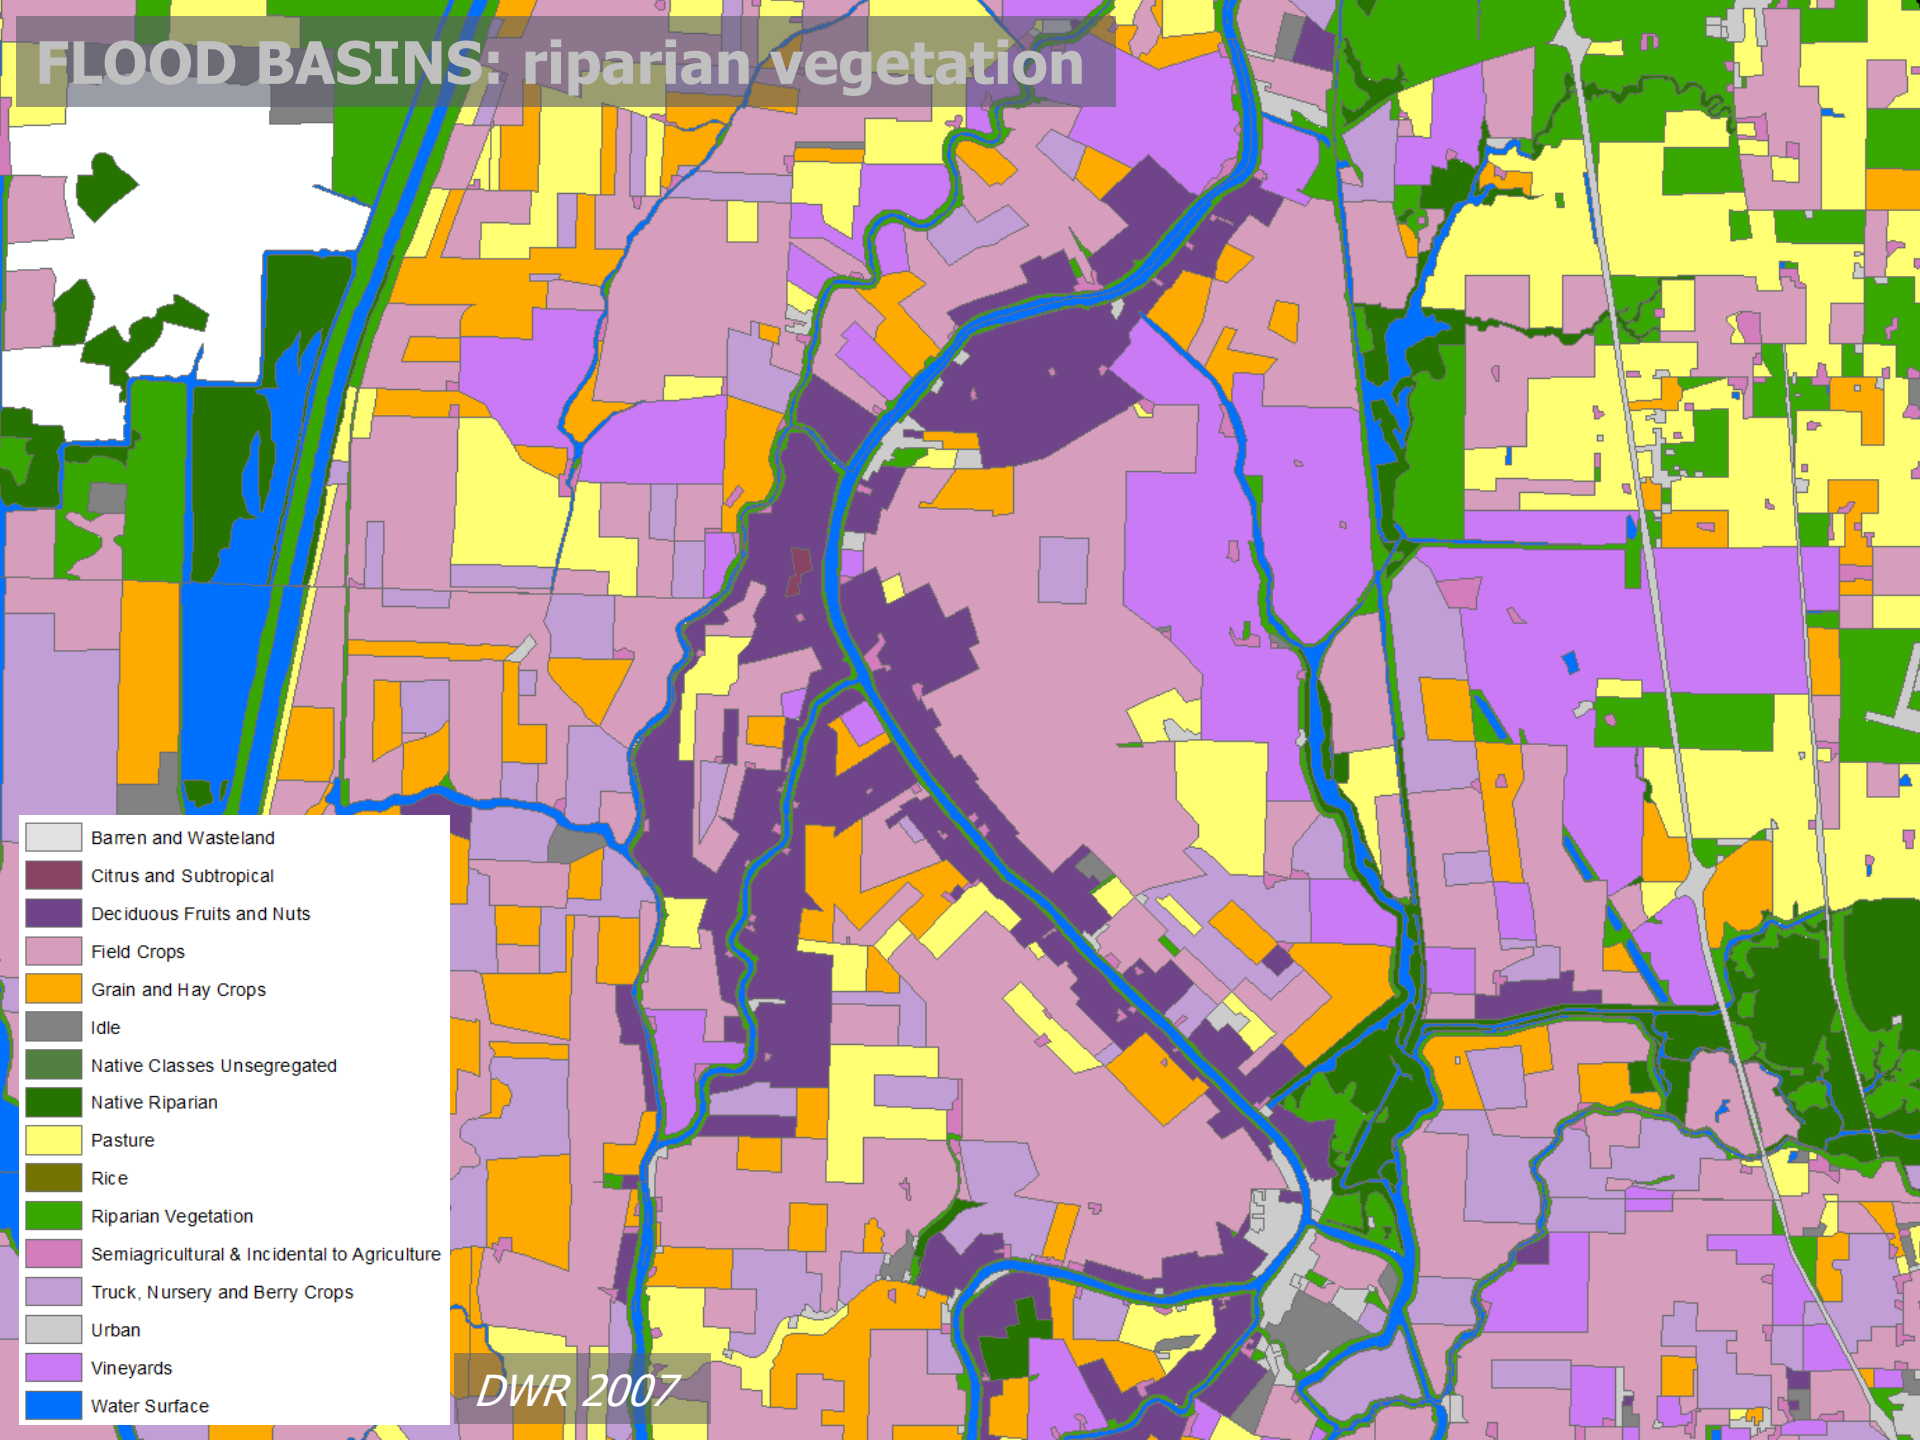 FLOOD BASINS: riparian vegetation
Barren and Wasteland
Citrus and Subtropical
Deciduous Fruits and Nuts
Field Crops
Grain and Hay Crops
Idle
Native Classes Unsegregated
Native Riparian
Pasture
Rice
Riparian Vegetation
Semiagricultural & Incidental to Agriculture
Truck, Nursery and Berry Crops
Urban
Vineyards
Water Surface
DWR 2007